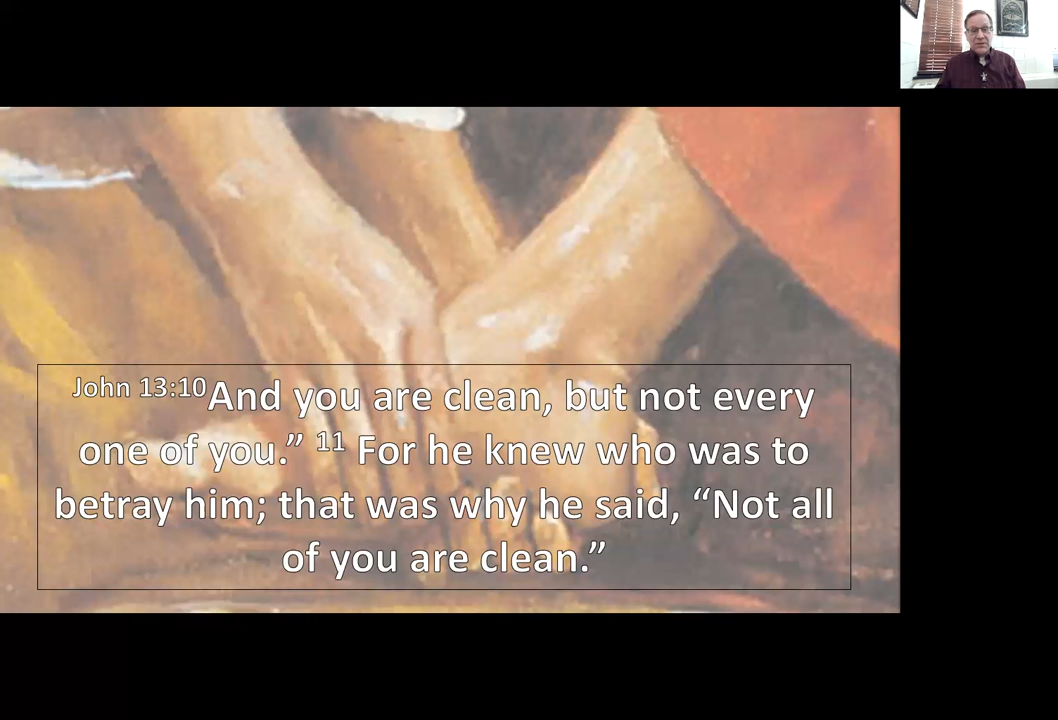 John 13:10And you are clean, but not every
one of you.” 11 For he knew who was to
betray him; that was why he said, “Not all
of you are clean.”